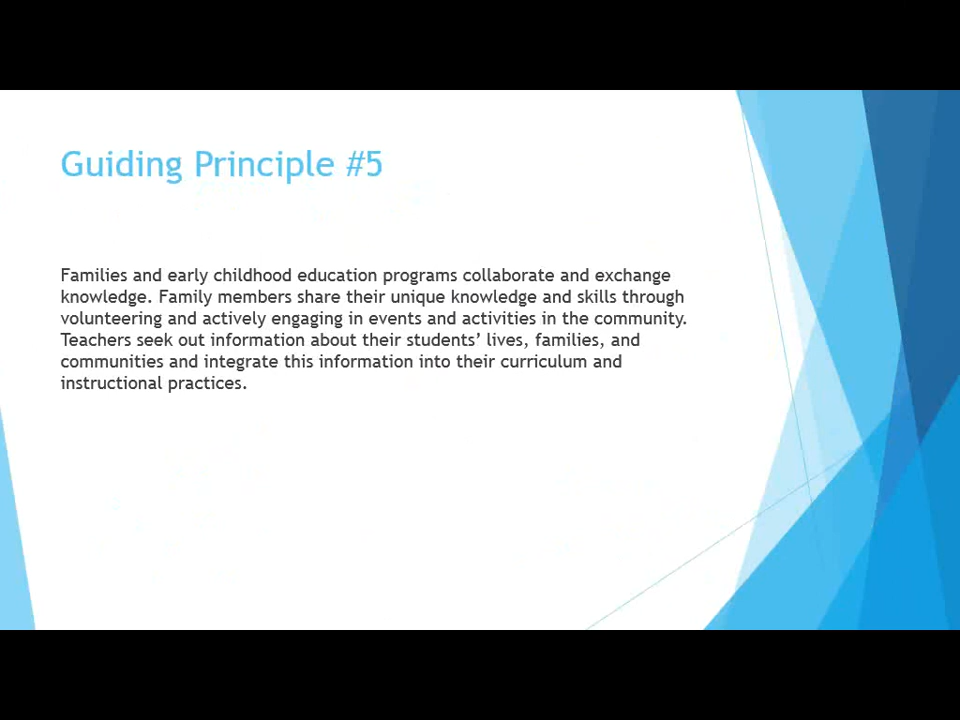 Guiding Principle #5
Families and early childhood education programs collaborate and exchange
knowledge. Family members share their unique knowledge and skills through
volunteering and actively engaging in events and activities in the community.
Teachers seek out information about their students’ lives, families, and
communities and integrate this information into their curriculum and
instructional practices.